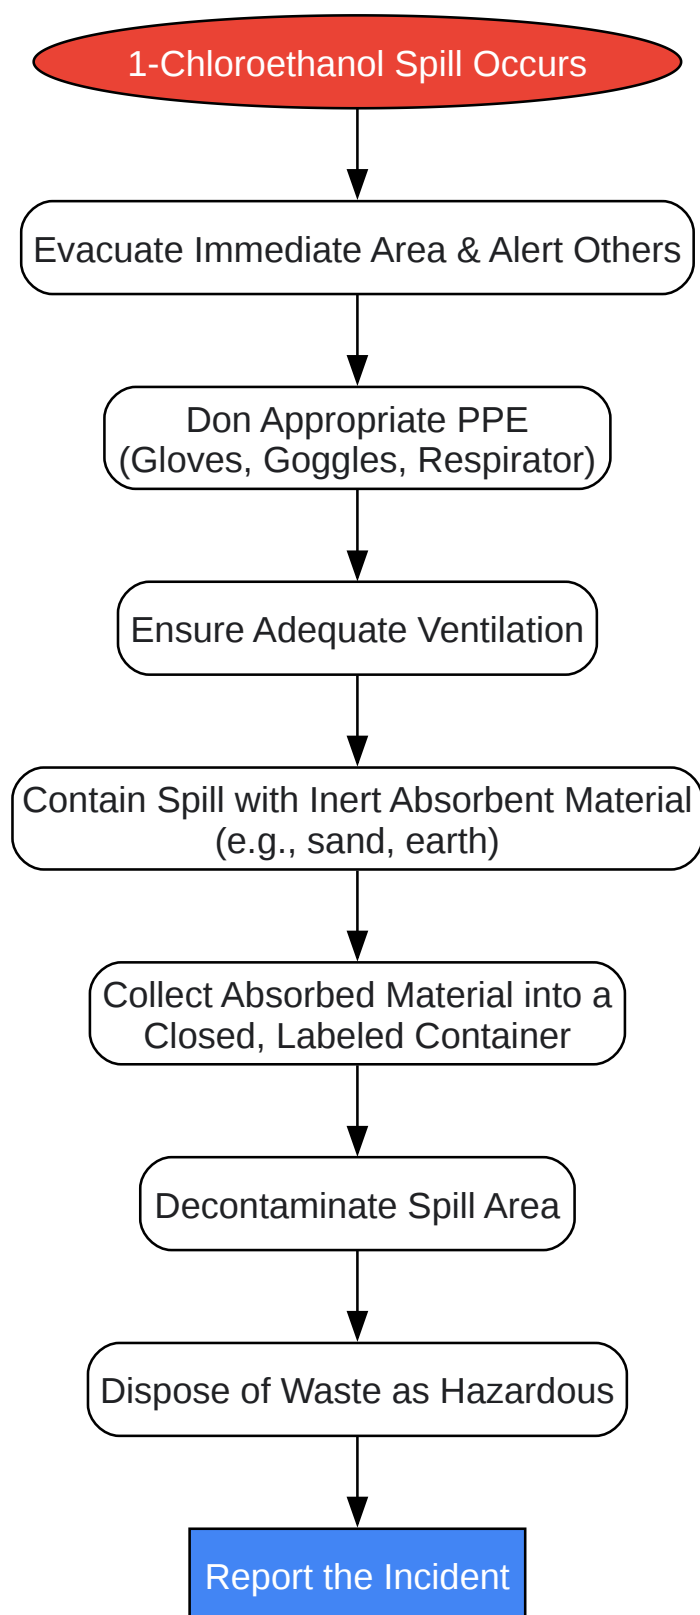 1-Chloroethanol Spill Occurs
Evacuate Immediate Area & Alert Others
Don Appropriate PPE
(Gloves, Goggles, Respirator)
Ensure Adequate Ventilation
Contain Spill with Inert Absorbent Material
(e.g., sand, earth)
Collect Absorbed Material into a
Closed, Labeled Container
Decontaminate Spill Area
Dispose of Waste as Hazardous
Report the Incident